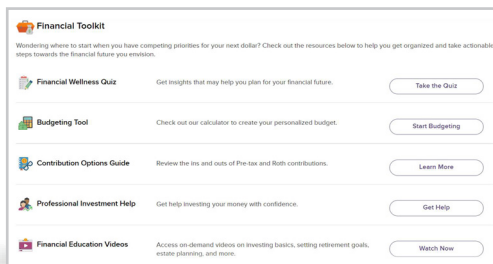 Financial Toolkit
Wondering where to start when you have competing priorities for your next dollar? Check out the resources below to help you get organized and take actionable
steps towards the financial future you envision.
Financial Wellness Quiz Get insights that may help you plan for your financial future. Take the Quiz
Budgeting Tool Check out our calculator to create your personalized budget. Start Budgeting
Contribution Options Guide Review the ins and outs of Pre-tax and Roth contributions. Learn More
Professional Investment Help Get help investing your money with confidence. Get Help
Financial Education Videos Access on-demand videos on investing basics, setting retirement goals,
estate planning, and more. Watch Now